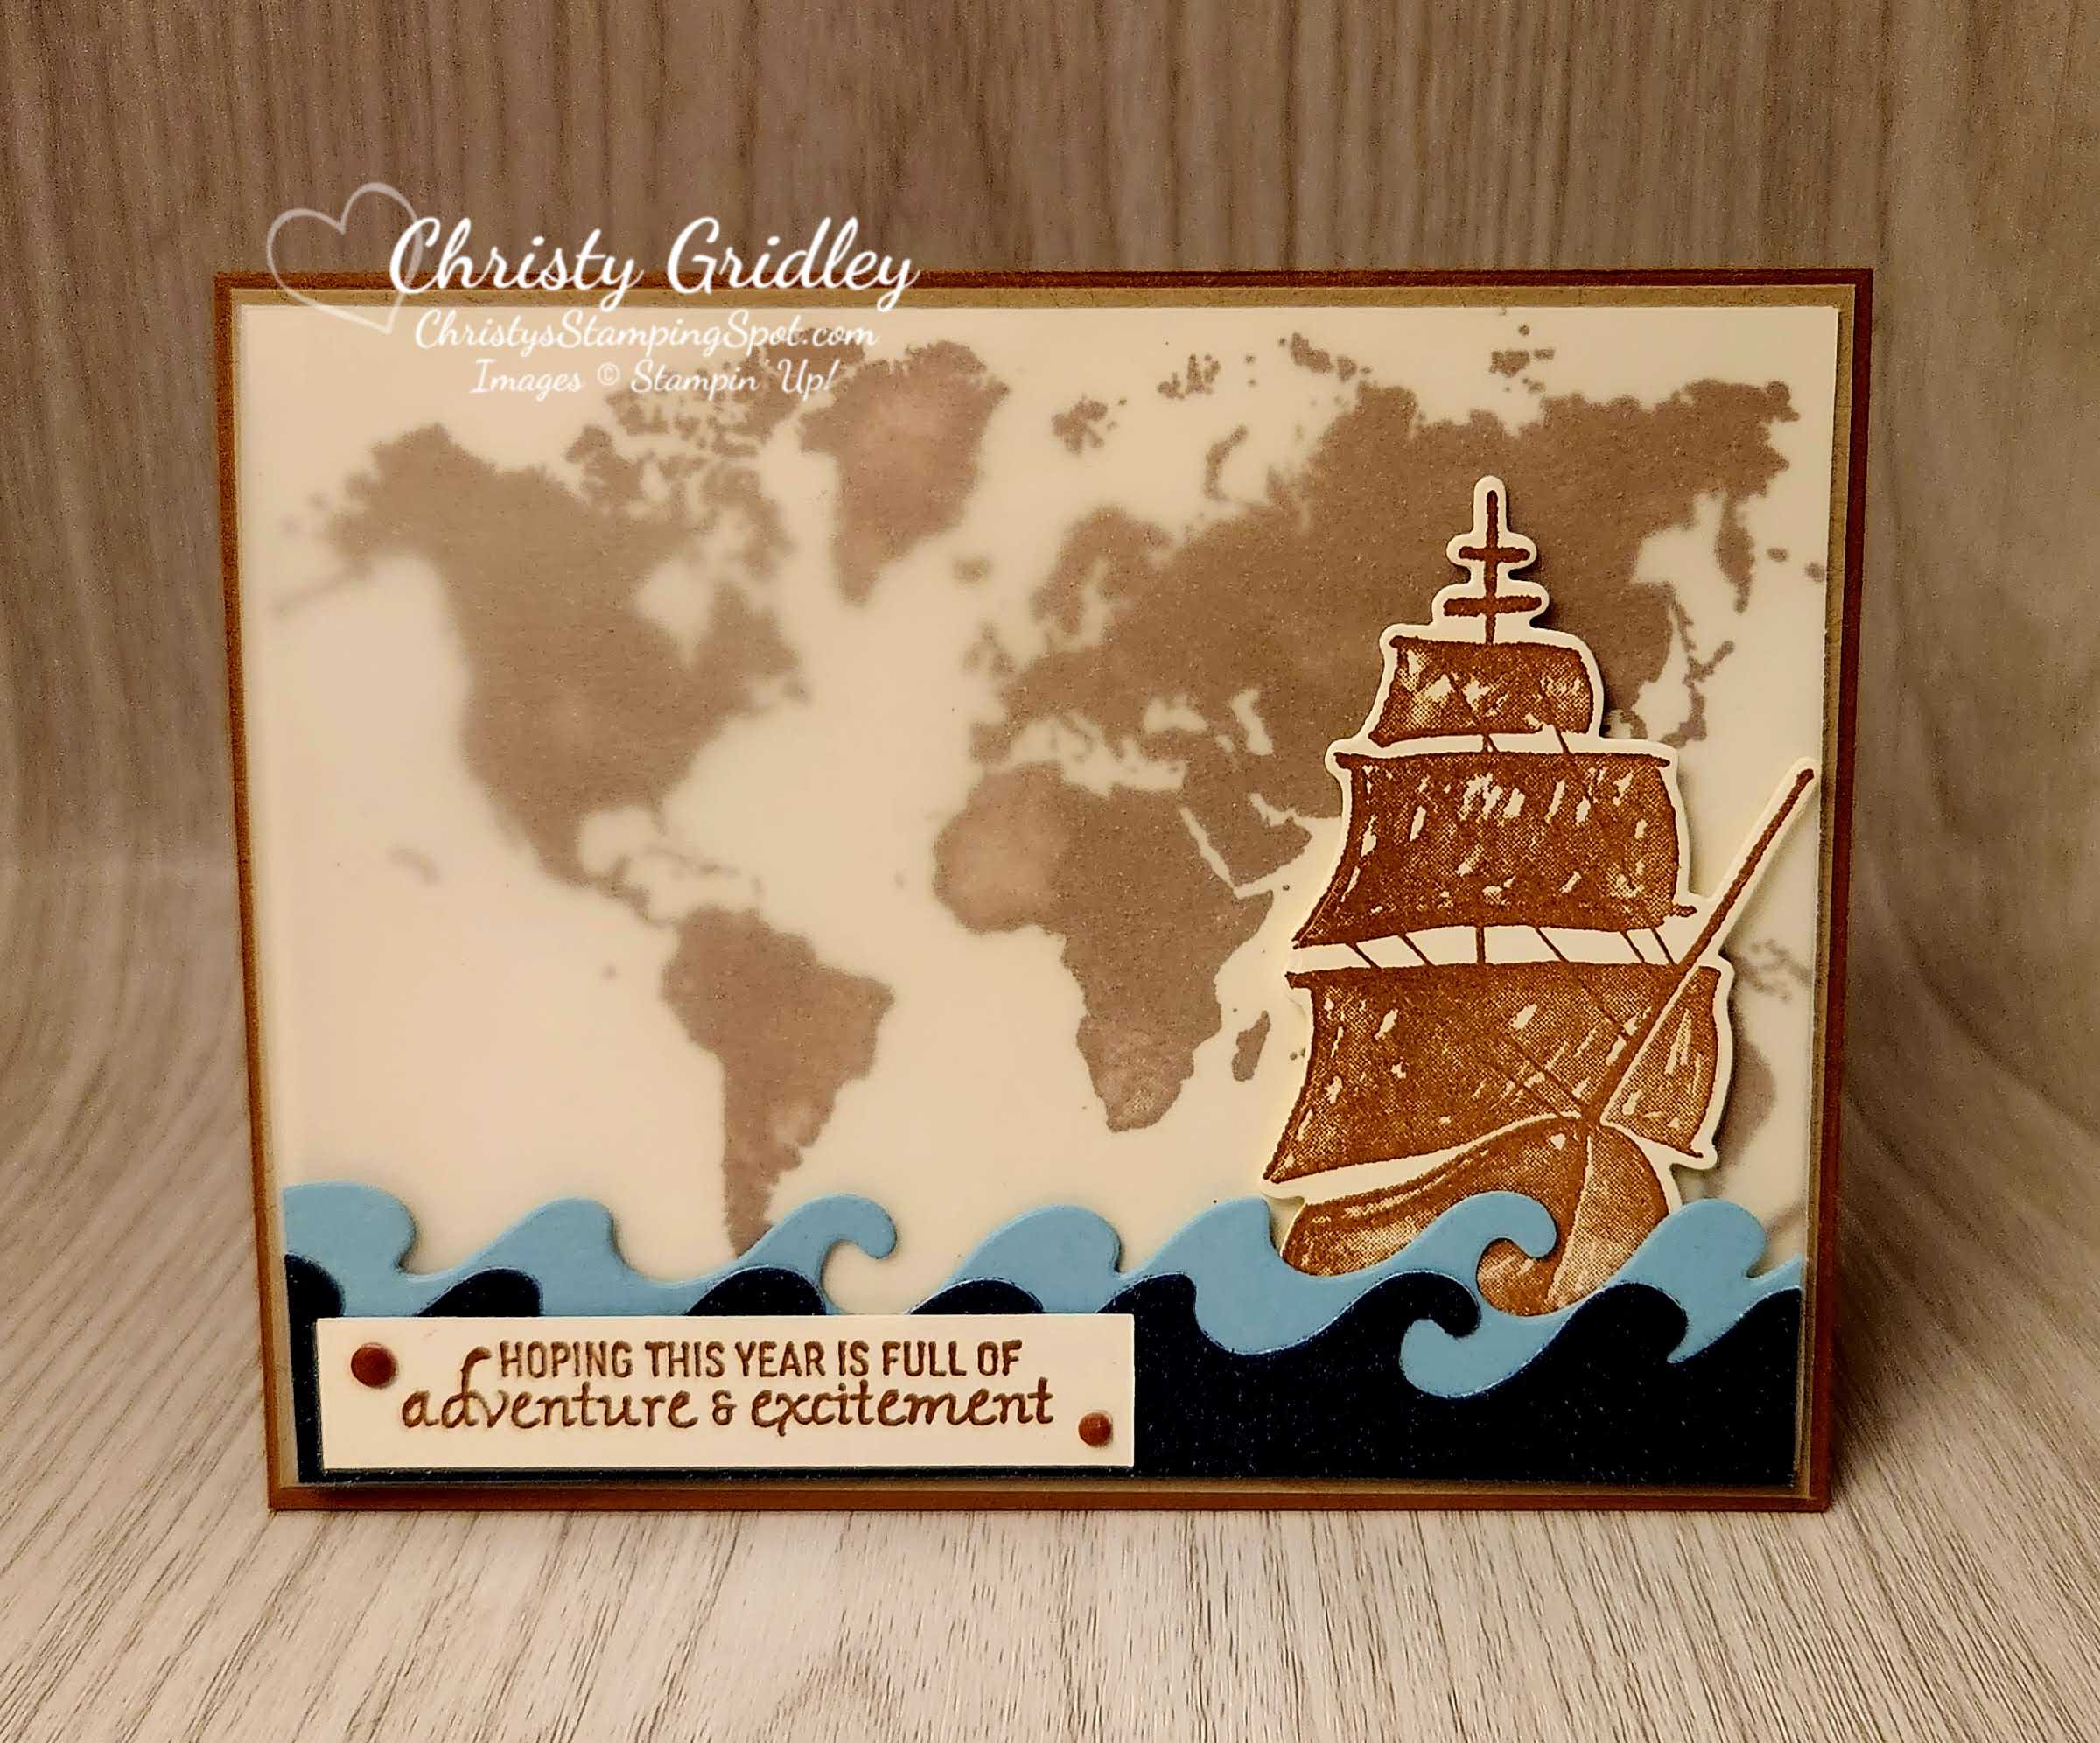 Christy Gridley
ChristysStampingSpot.com
Images © Stampin' Up!
HOPING THIS YEAR IS FULL OF
adventure & excitement